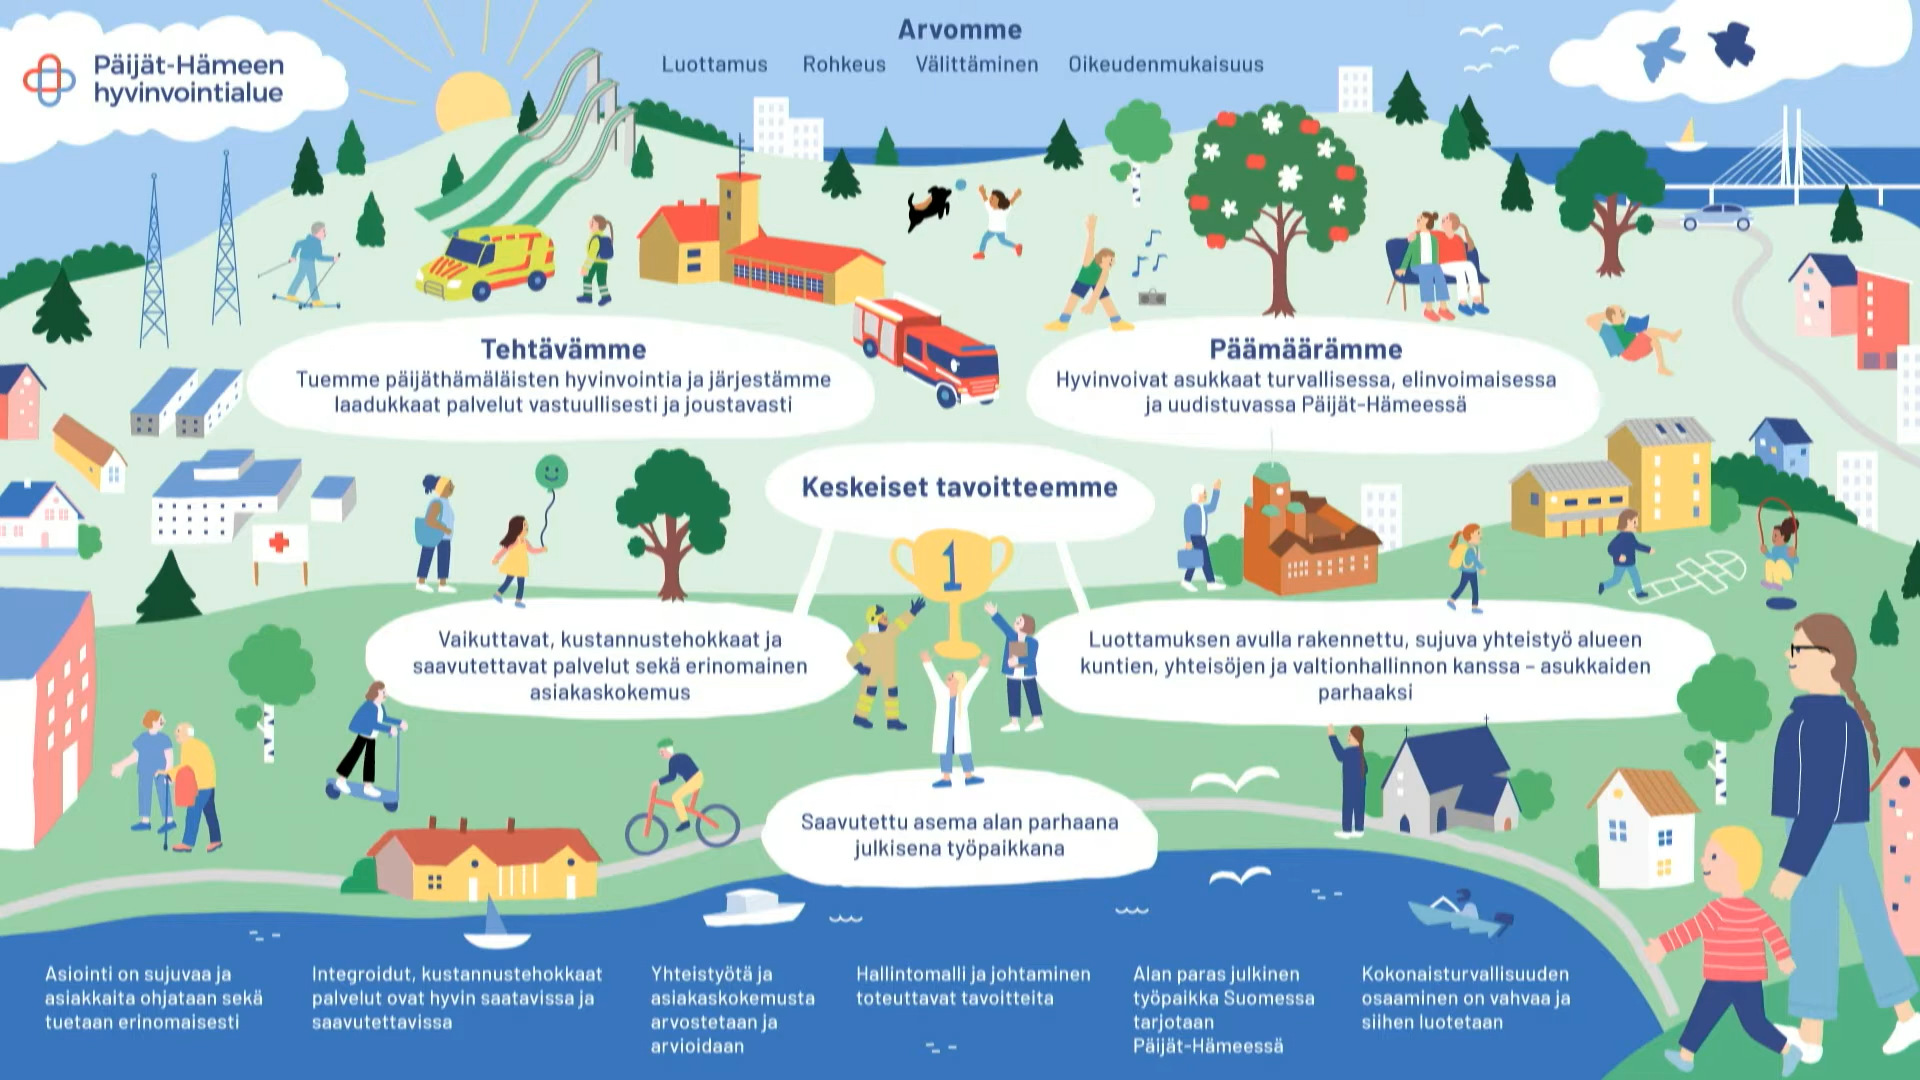 Päijät-Hämeen
hyvinvointialue
Arvomme
Luottamus Rohkeus Välittäminen Oikeudenmukaisuus
Tehtävämme
Tuemme päijäthämäläisten hyvinvointia ja järjestämme
laadukkaat palvelut vastuullisesti ja joustavasti
Päämäärämme
Hyvinvoivat asukkaat turvallisessa, elinvoimaisessa
ja uudistuvassa Päijät-Hämeessä
Keskeiset tavoitteemme
1
Vaikuttavat, kustannustehokkaat ja
saavutettavat palvelut sekä erinomainen
asiakaskokemus
Luottamuksen avulla rakennettu, sujuva yhteistyö alueen
kuntien, yhteisöjen ja valtionhallinnon kanssa – asukkaiden
parhaaksi
Saavutettu asema alan parhaana
julkisena työpaikkana
Asiointi on sujuvaa ja
asiakkaita ohjataan sekä
tuetaan erinomaisesti
Integroidut, kustannustehokkaat
palvelut ovat hyvin saatavissa ja
saavutettavissa
Yhteistyötä ja
asiakaskokemusta
arvostetaan ja
arvioidaan
Hallintomalli ja johtaminen
toteuttavat tavoitteita
Alan paras julkinen
työpaikka Suomessa
tarjotaan
Päijät-Hämeessä
Kokonaisturvallisuuden
osaaminen on vahvaa ja
siihen luotetaan